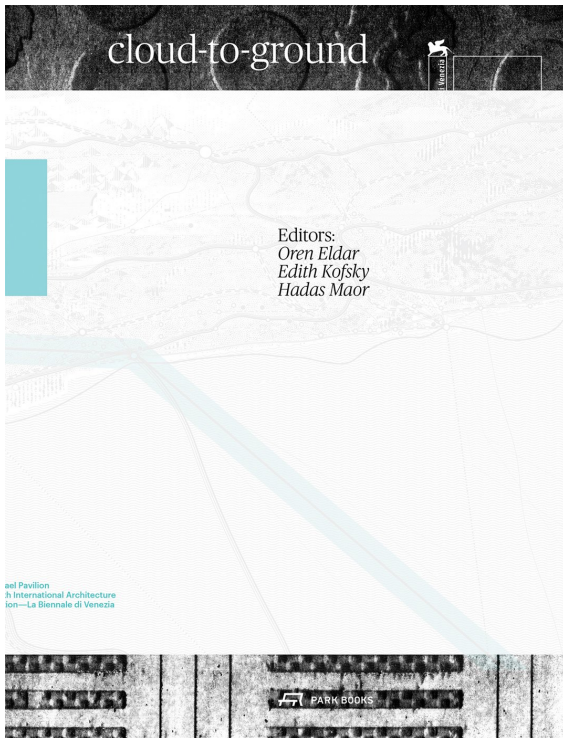 cloud-to-ground
i Venezia
Editors:
Oren Eldar
Edith Kofsky
Hadas Maor
ael Pavilion
th International Architecture
ion—La Biennale di Venezia
PARK BOOKS